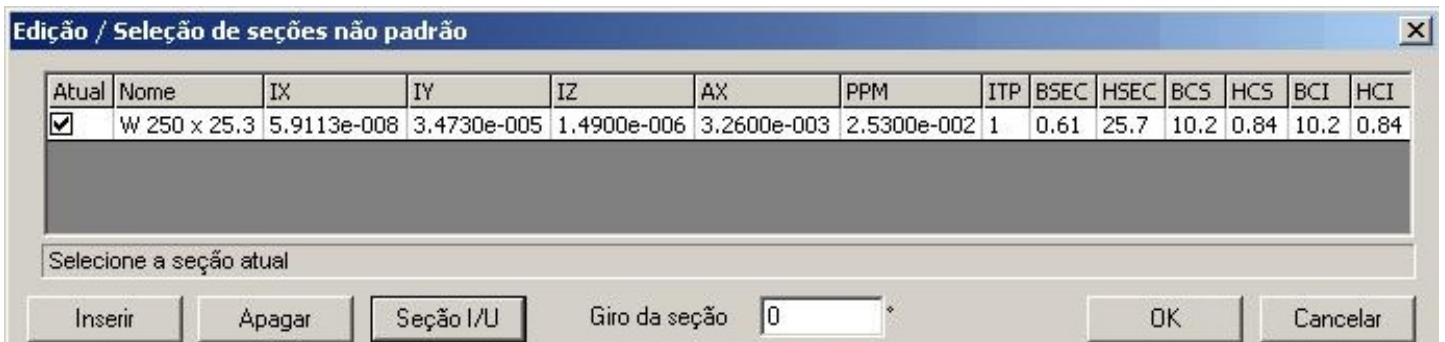 Edição / Seleção de seções não padrão
Atual Nome IX IY IZ AX PPM ITP BSEC HSEC BCS HCS BCI HCI
W 250 x 25.3 5.9113e-008 3.4730e-005 1.4900e-006 3.2600e-003 2.5300e-002 1 0.61 25.7 10.2 0.84 10.2 0.84
Selecione a seção atual
Inserir Apagar Seção I/U Giro da seção 0 ° OK Cancelar